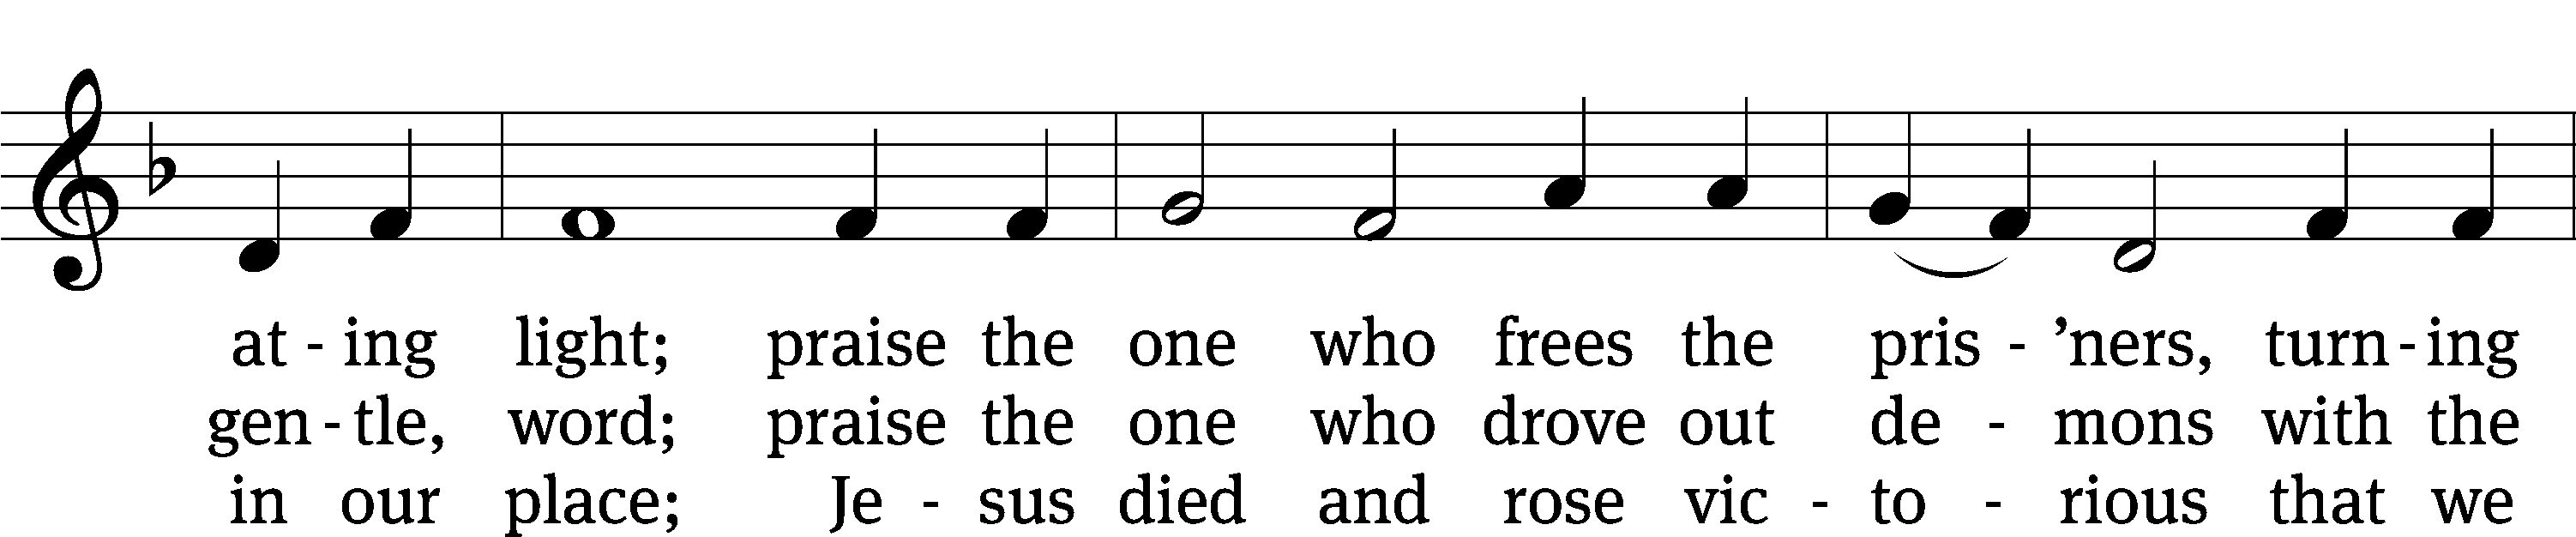 at - ing light; praise the one who frees the pris - ’ners, turn - ing
gen - tle, word; praise the one who drove out de - mons with the
in our place; Je - sus died and rose vic - to - rious that we